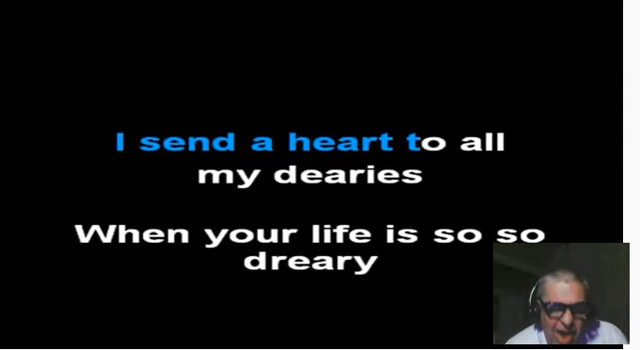 I send a heart to all
my dearies
When your life is so so
dreary